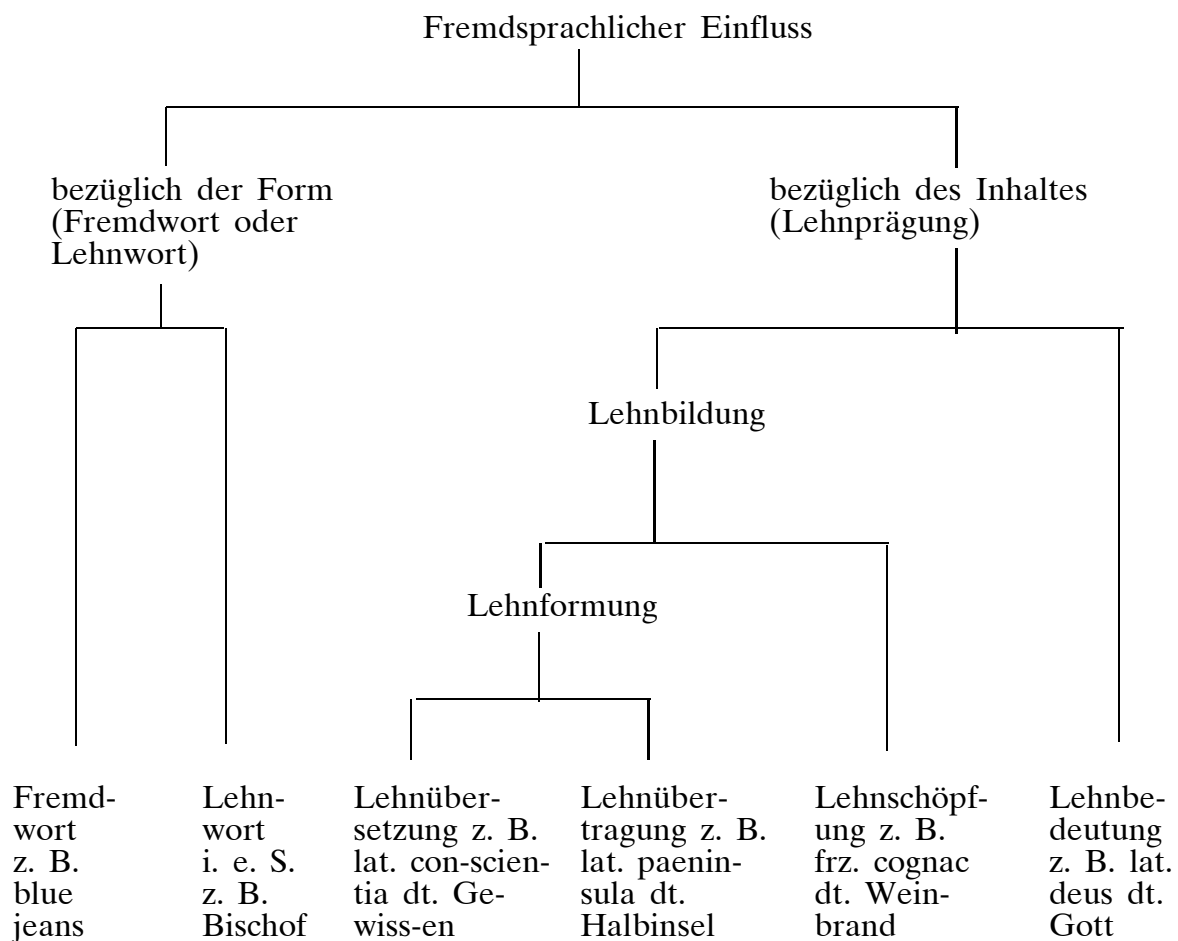 Fremdsprachlicher Einfluss
bezüglich der Form
(Fremdwort oder
Lehnwort)
bezüglich des Inhaltes
(Lehnprägung)
Lehnbildung
Lehnformung
Fremd-
wort
z. B.
blue
jeans
Lehn-
wort
i. e. S.
z. B.
Bischof
Lehnüber-
setzung z. B.
lat. con-scien-
tia dt. Ge-
wiss-en
Lehnüber-
tragung z. B.
lat. paenin-
sula dt.
Halbinsel
Lehnschöpf-
ung z. B.
frz. cognac
dt. Wein-
brand
Lehnbe-
deutung
z. B. lat.
deus dt.
Gott